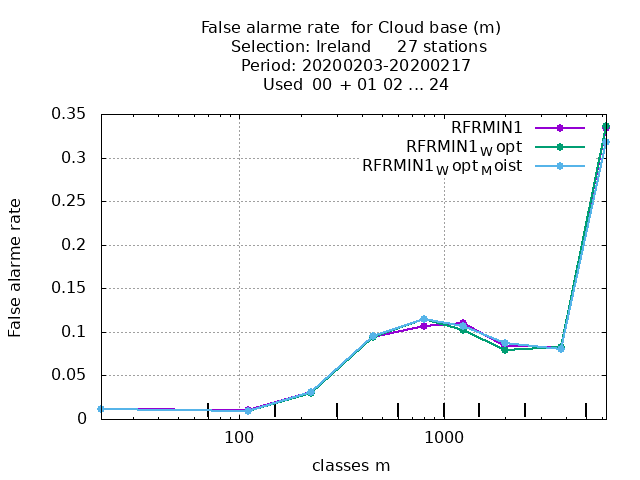 False alarme rate  for Cloud base (m)
Selection: Ireland     27 stations
Period: 20200203-20200217
Used  00 + 01 02 ... 24
0.35
0.3
0.25
0.2
0.15
0.1
0.05
0
False alarme rate
RFRMIN1
RFRMIN1W opt
RFRMIN1W optM oist
100
1000
classes m